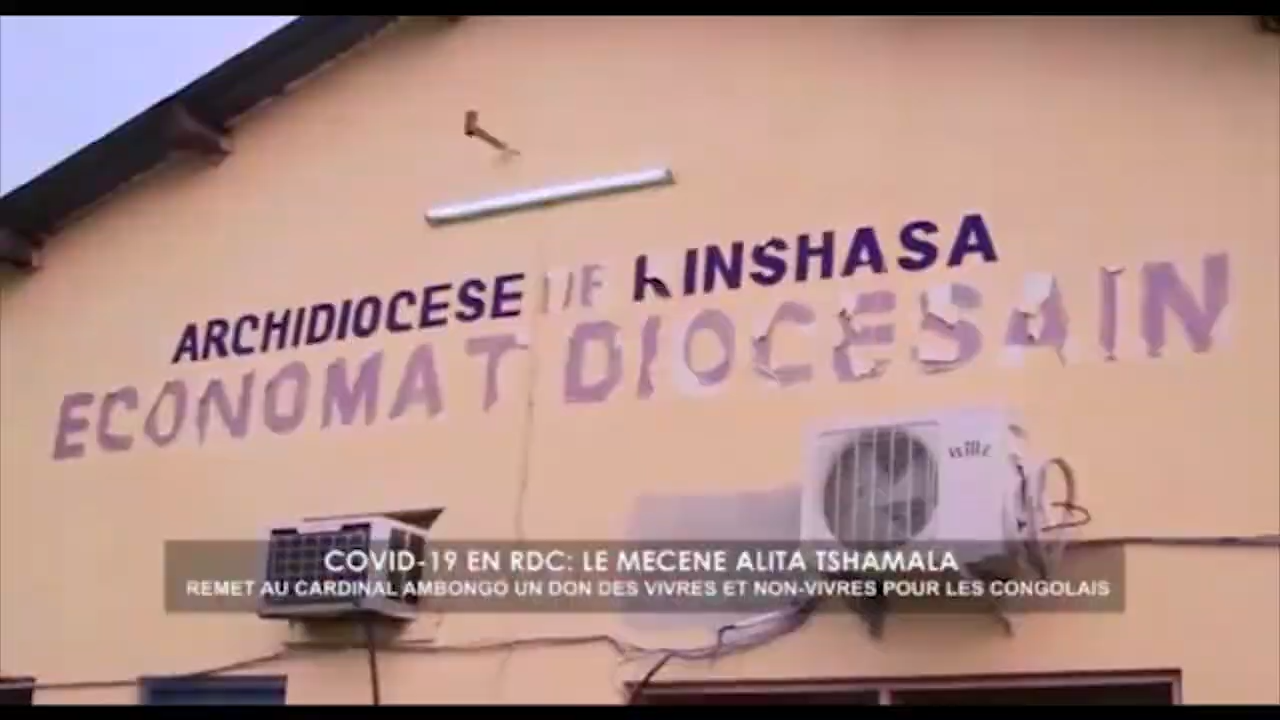 ARCHIDIOCESE DE KINSHASA
ECONOMAT DIOCESAIN
COVID-19 EN RDC: LE MECENE ALITA TSHAMALA
REMET AU CARDINAL AMBONGO UN DON DES VIVRES ET NON-VIVRES POUR LES CONGOLAIS